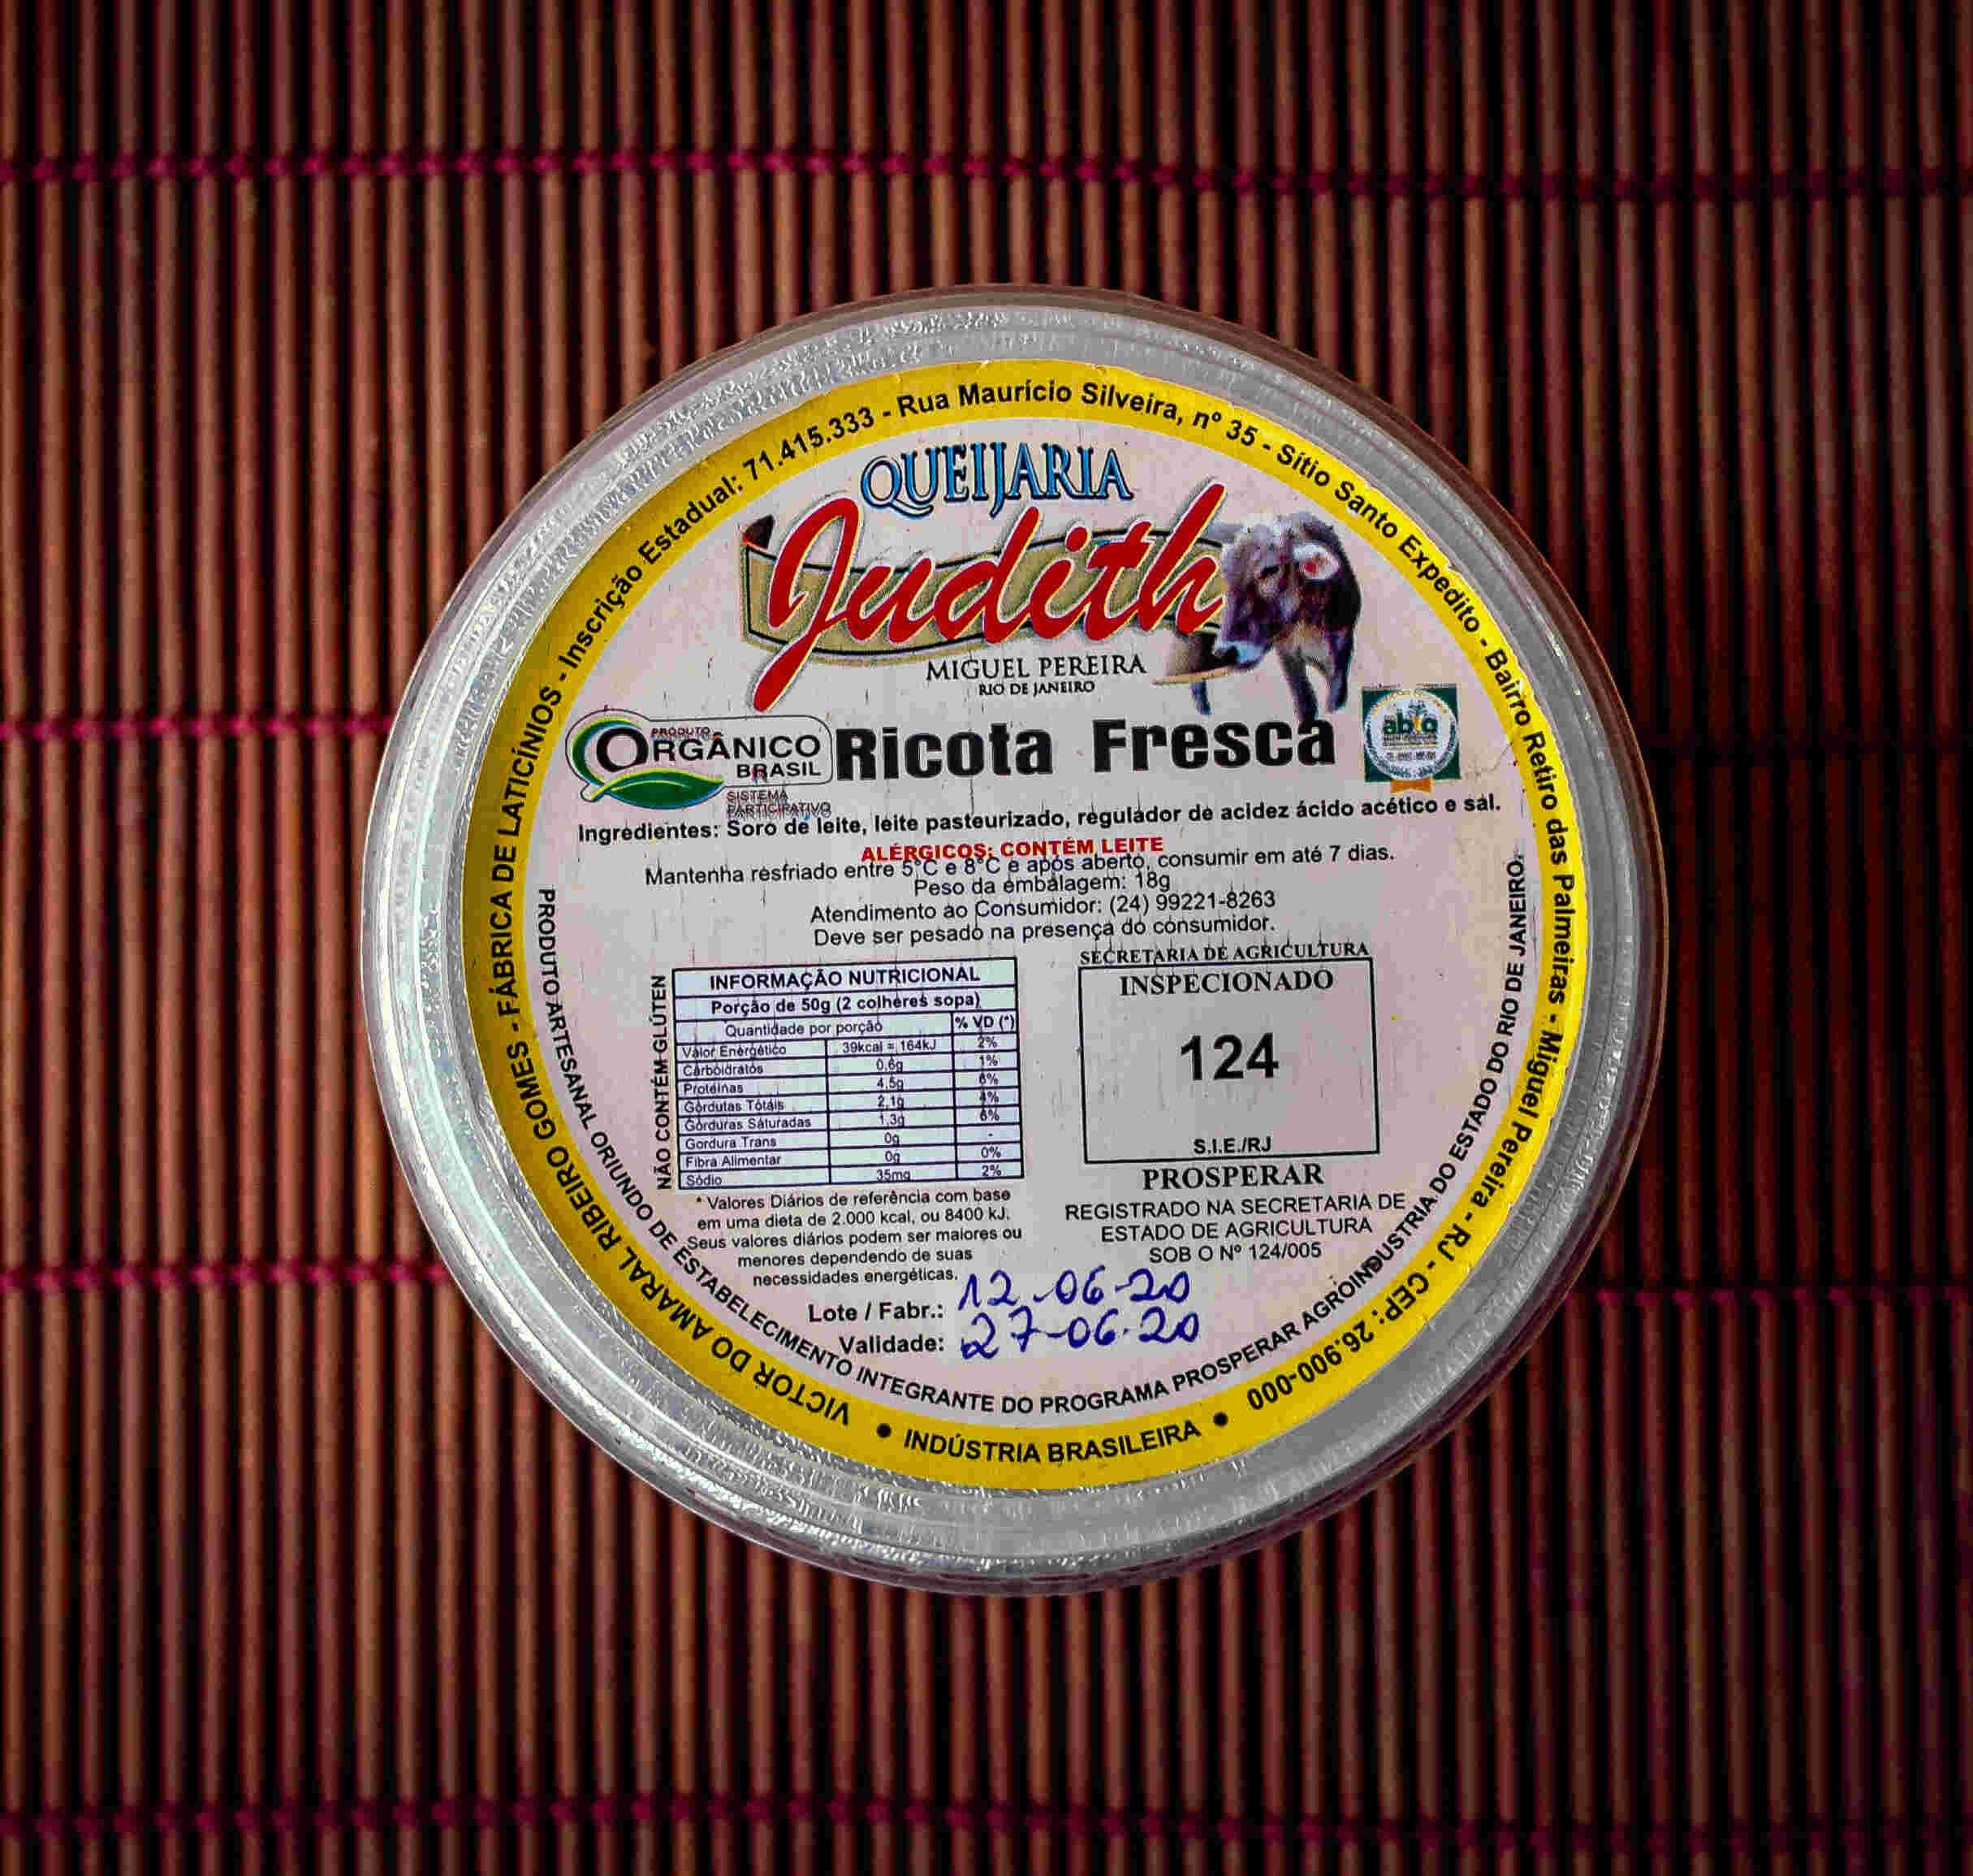 VICTOR DO AMARAL RIBEIRO GOMES - FÁBRICA DE LATICÍNIOS - Inscrição Estadual: 71.415.333 - Rua Maurício Silveira, nº 35 - Sítio Santo Expedito - Bairro Retiro das Palmeiras - Miguel Pereira - RJ - CEP: 26.900-000
• INDÚSTRIA BRASILEIRA •
QUEIJARIA
Judith
MIGUEL PEREIRA
RIO DE JANEIRO
PRODUTO
ORGÂNICO
BRASIL
SISTEMA
PARTICIPATIVO
Ricota Fresca
abio
Ingredientes: Soro de leite, leite pasteurizado, regulador de acidez ácido acético e sal.
ALÉRGICOS: CONTÉM LEITE
Mantenha resfriado entre 5°C e 8°C e após aberto, consumir em até 7 dias.
Peso da embalagem: 18g
Atendimento ao Consumidor: (24) 99221-8263
Deve ser pesado na presença do consumidor.
NÃO CONTÉM GLÚTEN
INFORMAÇÃO NUTRICIONAL
Porção de 50g (2 colheres sopa)
Quantidade por porção % VD (*)
Valor Energético 39kcal = 164kJ 2%
Carboidratos 0,6g 1%
Proteínas 4,5g 6%
Gordutas Totais 2,1g 4%
Gorduras Saturadas 1,3g 6%
Gordura Trans 0g -
Fibra Alimentar 0g 0%
Sódio 35mg 2%
* Valores Diários de referência com base
em uma dieta de 2.000 kcal, ou 8400 kJ.
Seus valores diários podem ser maiores ou
menores dependendo de suas
necessidades energéticas.
SECRETARIA DE AGRICULTURA
INSPECIONADO
124
S.I.E./RJ
PROSPERAR
REGISTRADO NA SECRETARIA DE
ESTADO DE AGRICULTURA
SOB O Nº 124/005
Lote / Fabr.: 12-06-20
Validade: 27-06-20
PRODUTO ARTESANAL ORIUNDO DE ESTABELECIMENTO INTEGRANTE DO PROGRAMA PROSPERAR AGROINDUSTRIA DO ESTADO DO RIO DE JANEIRO.